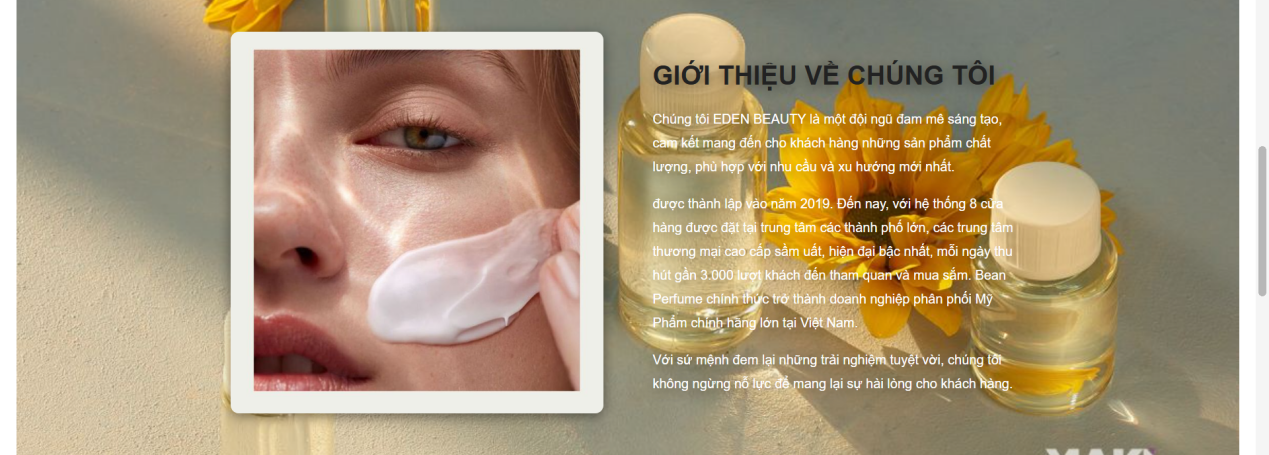 GIỚI THIỆU VỀ CHÚNG TÔI
Chúng tôi EDEN BEAUTY là một đội ngũ đam mê sáng tạo,
cam kết mang đến cho khách hàng những sản phẩm chất
lượng, phù hợp với nhu cầu và xu hướng mới nhất.
được thành lập vào năm 2019. Đến nay, với hệ thống 8 cửa
hàng được đặt tại trung tâm các thành phố lớn, các trung tâm
thương mại cao cấp sầm uất, hiện đại bậc nhất, mỗi ngày thu
hút gần 3.000 lượt khách đến tham quan và mua sắm. Bean
Perfume chính thức trở thành doanh nghiệp phân phối Mỹ
Phẩm chính hãng lớn tại Việt Nam.
Với sứ mệnh đem lại những trải nghiệm tuyệt vời, chúng tôi
không ngừng nỗ lực để mang lại sự hài lòng cho khách hàng.